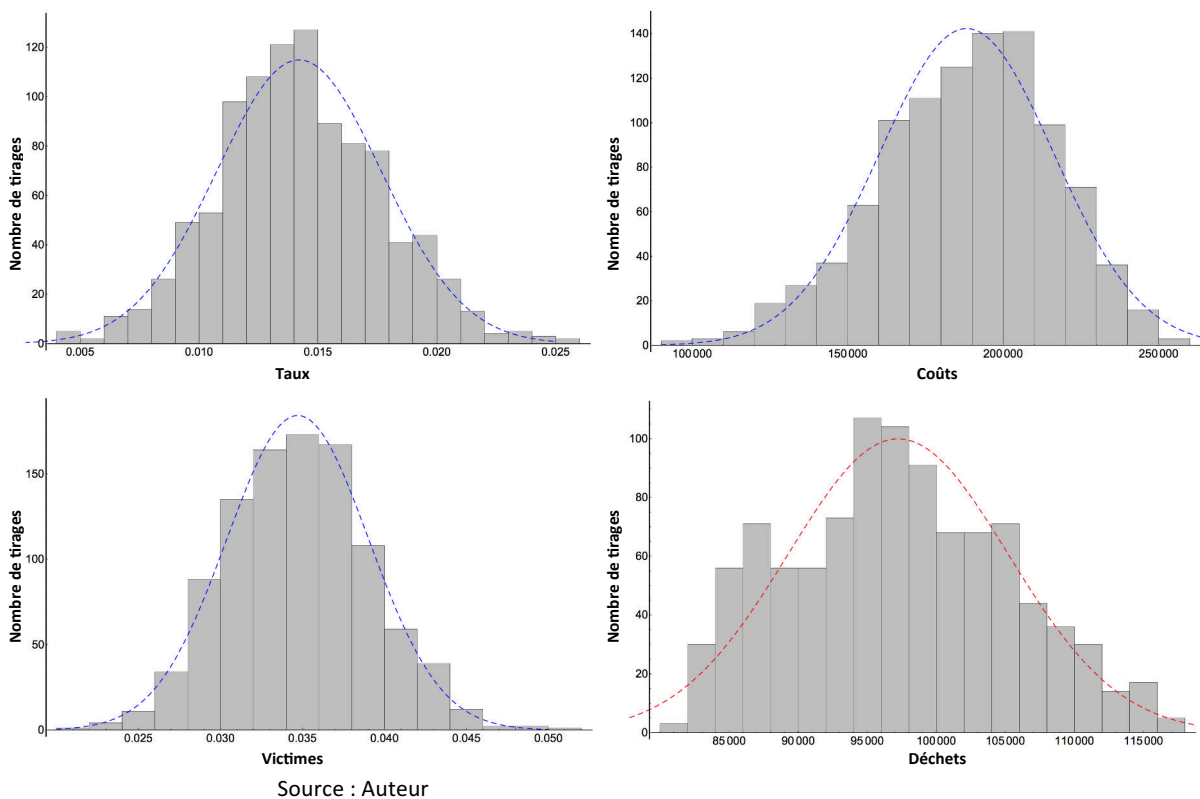 Nombre de tirages
120
100
80
60
40
20
0
0.005 0.010 0.015 0.020 0.025
Taux
Nombre de tirages
140
120
100
80
60
40
20
0
100 000 150 000 200 000 250 000
Coûts
Nombre de tirages
150
100
50
0
0.025 0.030 0.035 0.040 0.045 0.050
Victimes
Nombre de tirages
100
80
60
40
20
0
85 000 90 000 95 000 100 000 105 000 110 000 115 000
Déchets
Source : Auteur